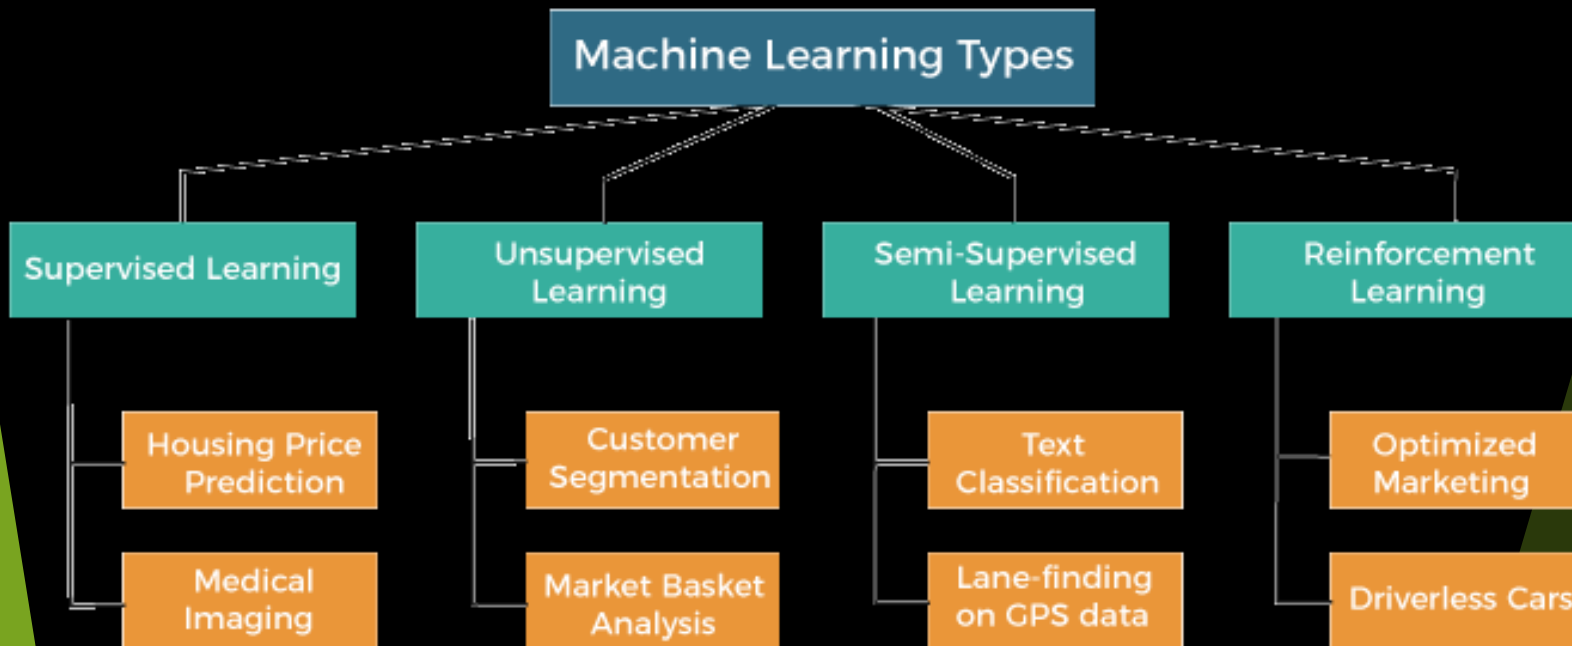 Machine Learning Types
Supervised Learning
Unsupervised
Learning
Semi-Supervised
Learning
Reinforcement
Learning
Housing Price
Prediction
Customer
Segmentation
Text
Classification
Optimized
Marketing
Medical
Imaging
Market Basket
Analysis
Lane-finding
on GPS data
Driverless Cars